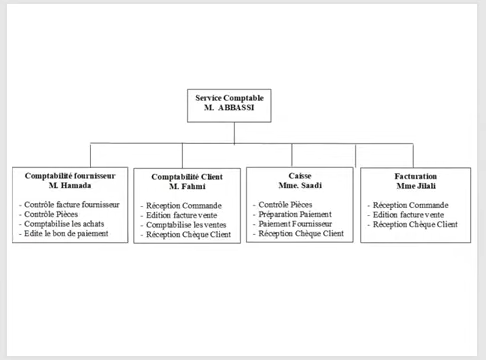 Service Comptable
M. ABBASSI
Comptabilité fournisseur
M. Hamada
- Contrôle facture fournisseur
- Contrôle Pièces
- Comptabilise les achats
- Edite le bon de paiement
Comptabilité Client
M. Fahmi
- Réception Commande
- Edition facture vente
- Comptabilise les ventes
- Réception Chèque Client
Caisse
Mme. Saadi
- Contrôle Pièces
- Préparation Paiement
- Paiement Fournisseur
- Réception Chèque Client
Facturation
Mme Jilali
- Réception Commande
- Edition facture vente
- Réception Chèque Client